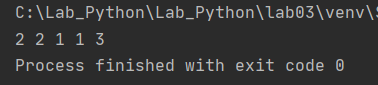 C:\Lab_Python\Lab_Python\lab03\venv\
2 2 1 1 3
Process finished with exit code 0